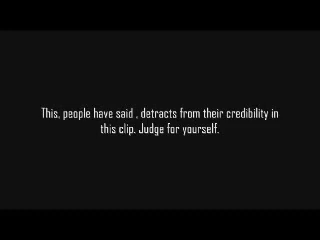 This, people have said , detracts from their credibility in
this clip. Judge for yourself.